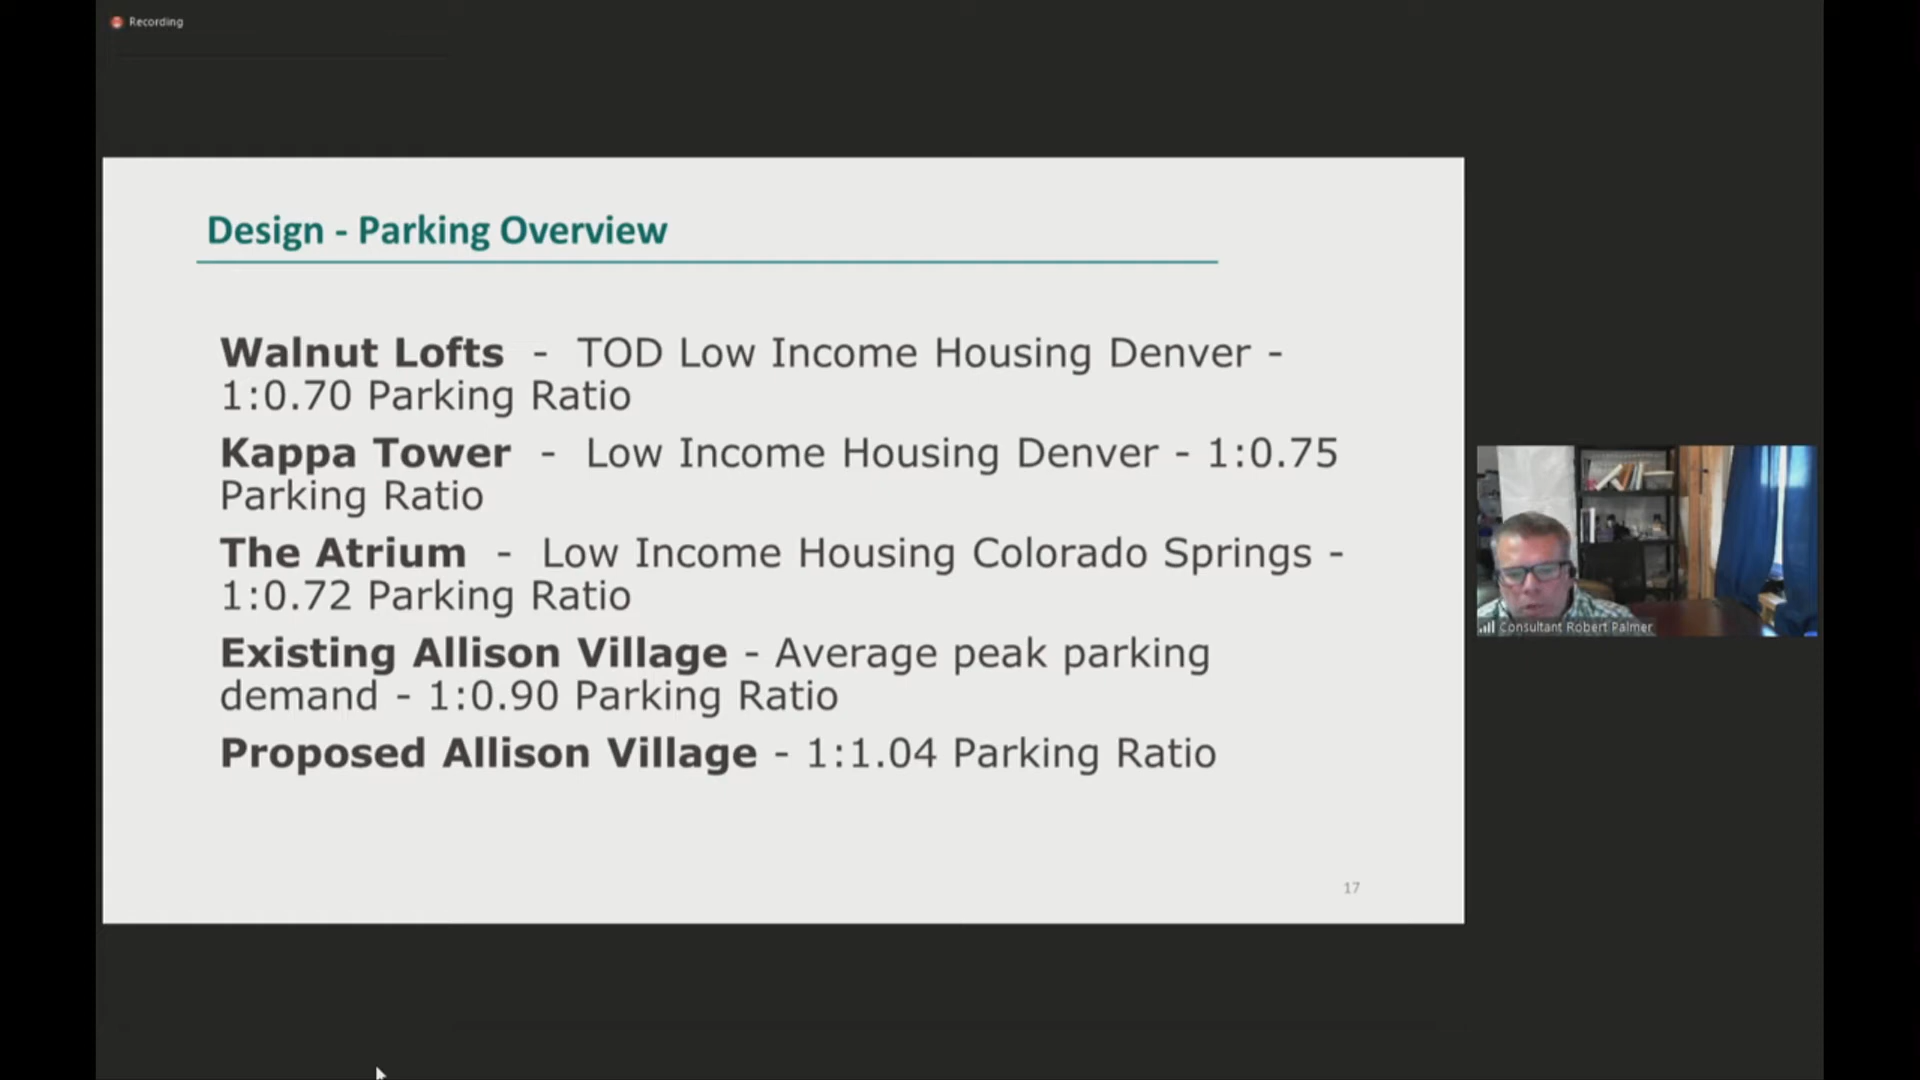 Recording
Design - Parking Overview
Walnut Lofts - TOD Low Income Housing Denver -
1:0.70 Parking Ratio
Kappa Tower - Low Income Housing Denver - 1:0.75
Parking Ratio
The Atrium - Low Income Housing Colorado Springs -
1:0.72 Parking Ratio
Existing Allison Village - Average peak parking
demand - 1:0.90 Parking Ratio
Proposed Allison Village - 1:1.04 Parking Ratio
17
Consultant Robert Palmer